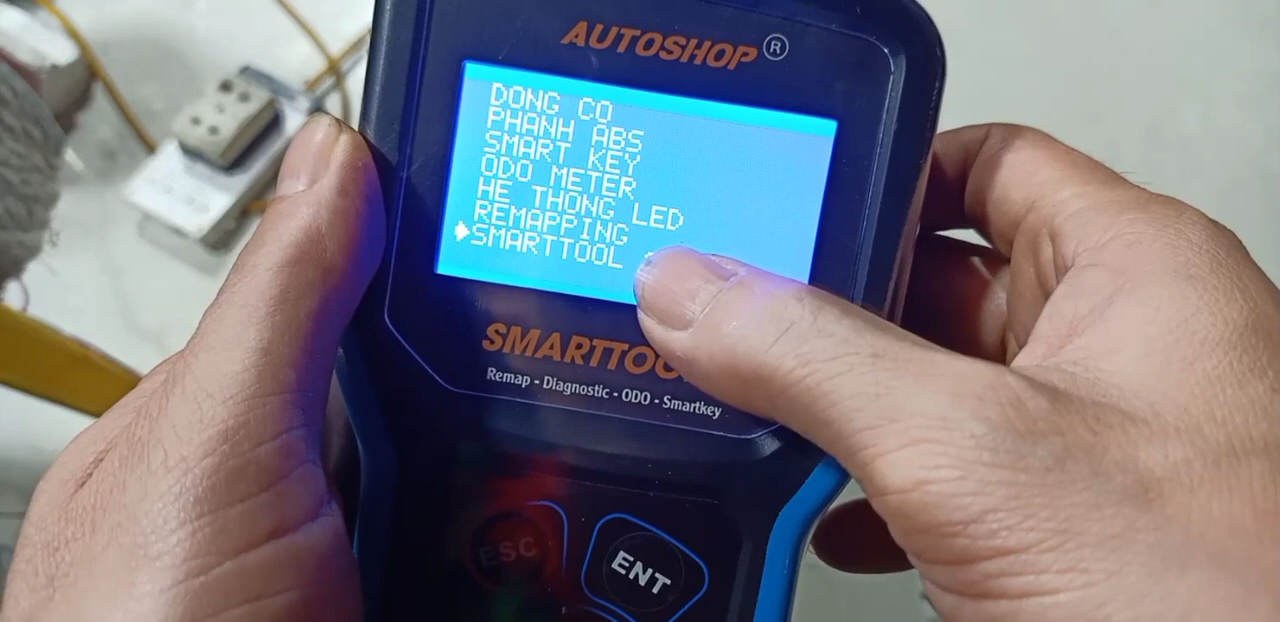 AUTOSHOP ®
DONG CO
PHANH ABS
SMART KEY
ODO METER
HE THONG LED
REMAPPING
SMARTTOOL
Remap - Diagnostic - ODO - Smartkey
ESC
ENT